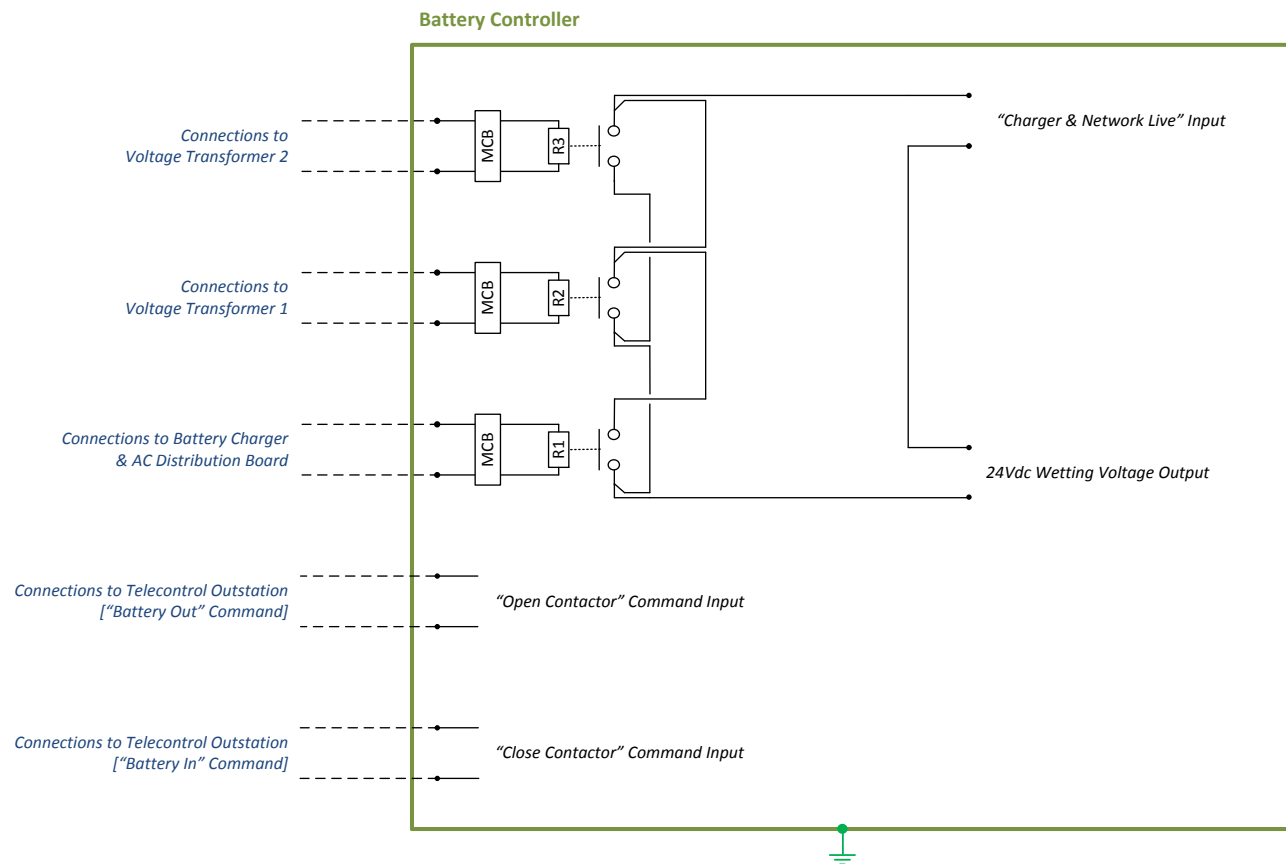 Battery Controller
Connections to
Voltage Transformer 2
MCB
R3
“Charger & Network Live” Input
Connections to
Voltage Transformer 1
MCB
R2
Connections to Battery Charger
& AC Distribution Board
MCB
R1
24Vdc Wetting Voltage Output
Connections to Telecontrol Outstation
[“Battery Out” Command]
“Open Contactor” Command Input
Connections to Telecontrol Outstation
[“Battery In” Command]
“Close Contactor” Command Input